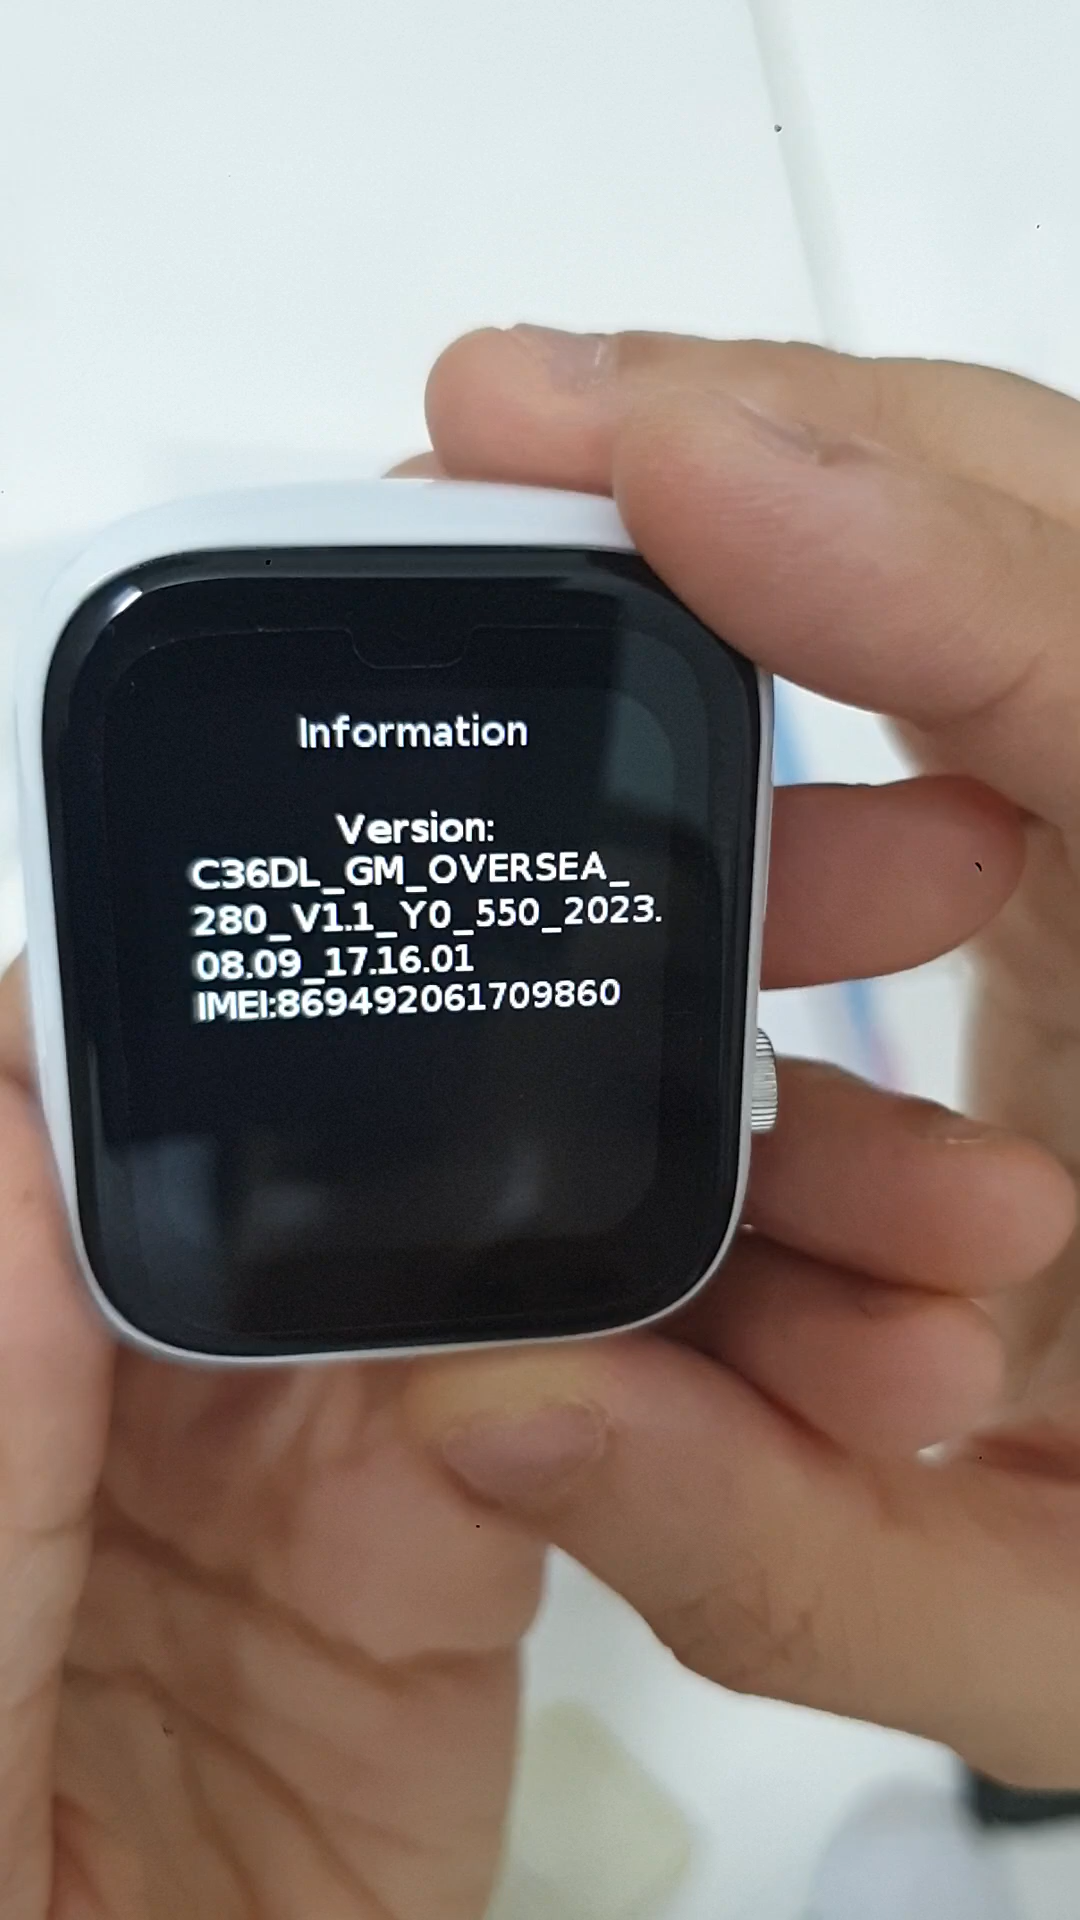 Information
Version:
C36DL_GM_OVERSEA_
280_V1.1_Y0_550_2023.
08.09_17.16.01
IMEI:869492061709860